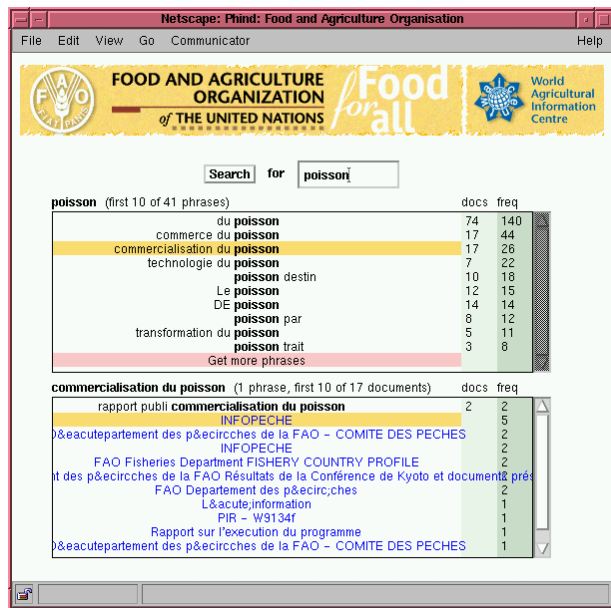 Netscape: Phind: Food and Agriculture Organisation
File Edit View Go Communicator Help
FOOD AND AGRICULTURE
ORGANIZATION
of THE UNITED NATIONS
Food
for
all
World
Agricultural
Information
Centre
Search for poisson
poisson (first 10 of 41 phrases) docs freq
du poisson 74 140
commerce du poisson 17 44
commercialisation du poisson 17 26
technologie du poisson 7 22
poisson destin 10 18
Le poisson 12 15
DE poisson 14 14
poisson par 8 12
transformation du poisson 5 11
poisson trait 3 8
Get more phrases
commercialisation du poisson (1 phrase, first 10 of 17 documents) docs freq
rapport publi commercialisation du poisson 2 2
INFOPECHE 5
&eacutepartement des p&ecircches de la FAO - COMITE DES PECHES 2
INFOPECHE 2
FAO Fisheries Department FISHERY COUNTRY PROFILE 2
nt des p&ecircches de la FAO Résultats de la Conférence de Kyoto et documents prés
FAO Departement des p&ecirc;ches 2
L&acute;information 1
PIR - W9134f 1
Rapport sur l'execution du programme 1
&eacutepartement des p&ecircches de la FAO - COMITE DES PECHES 1